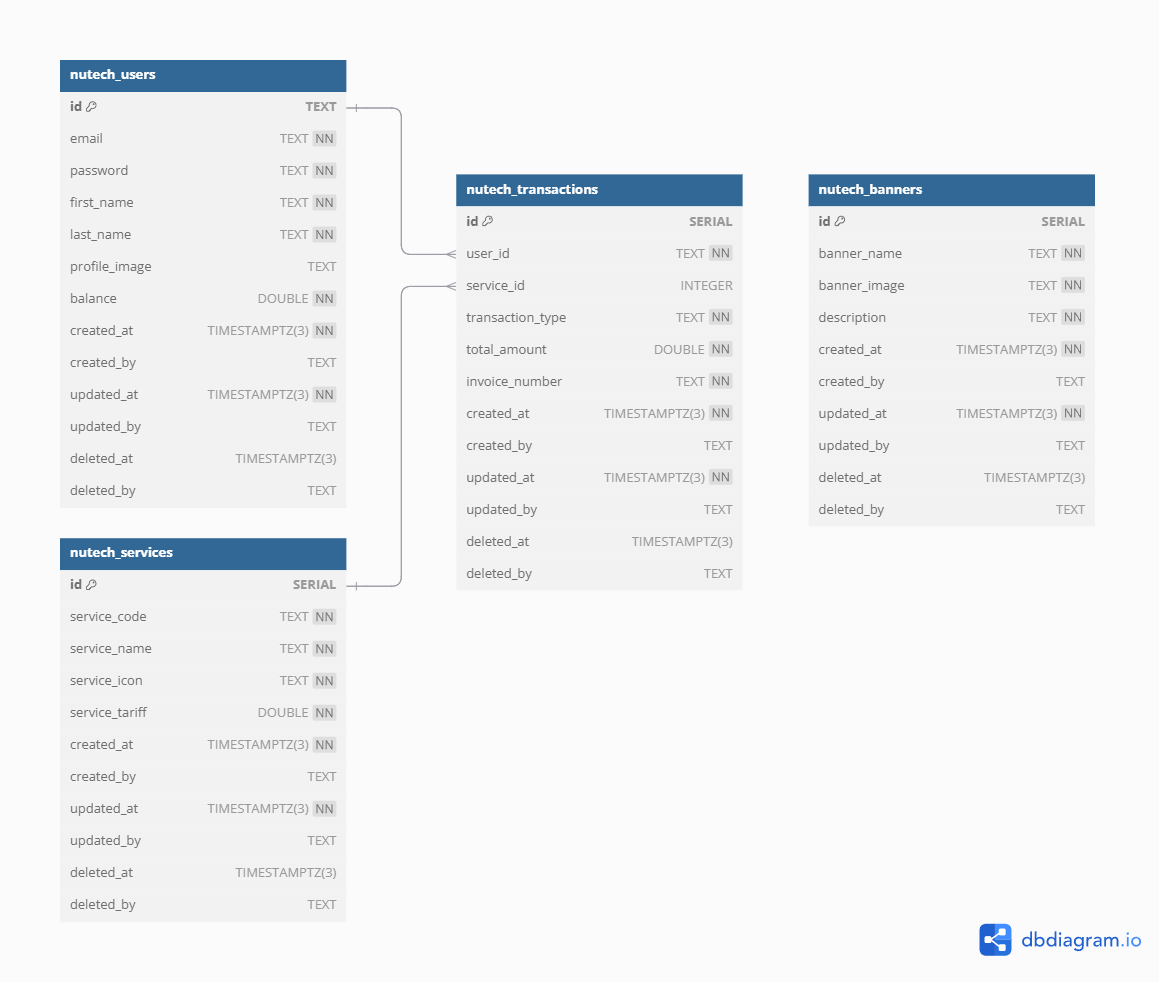 nutech_users
id TEXT
email TEXT NN
password TEXT NN
first_name TEXT NN
last_name TEXT NN
profile_image TEXT
balance DOUBLE NN
created_at TIMESTAMPTZ(3) NN
created_by TEXT
updated_at TIMESTAMPTZ(3) NN
updated_by TEXT
deleted_at TIMESTAMPTZ(3)
deleted_by TEXT
nutech_services
id SERIAL
service_code TEXT NN
service_name TEXT NN
service_icon TEXT NN
service_tariff DOUBLE NN
created_at TIMESTAMPTZ(3) NN
created_by TEXT
updated_at TIMESTAMPTZ(3) NN
updated_by TEXT
deleted_at TIMESTAMPTZ(3)
deleted_by TEXT
nutech_transactions
id SERIAL
user_id TEXT NN
service_id INTEGER
transaction_type TEXT NN
total_amount DOUBLE NN
invoice_number TEXT NN
created_at TIMESTAMPTZ(3) NN
created_by TEXT
updated_at TIMESTAMPTZ(3) NN
updated_by TEXT
deleted_at TIMESTAMPTZ(3)
deleted_by TEXT
nutech_banners
id SERIAL
banner_name TEXT NN
banner_image TEXT NN
description TEXT NN
created_at TIMESTAMPTZ(3) NN
created_by TEXT
updated_at TIMESTAMPTZ(3) NN
updated_by TEXT
deleted_at TIMESTAMPTZ(3)
deleted_by TEXT
dbdiagram.io